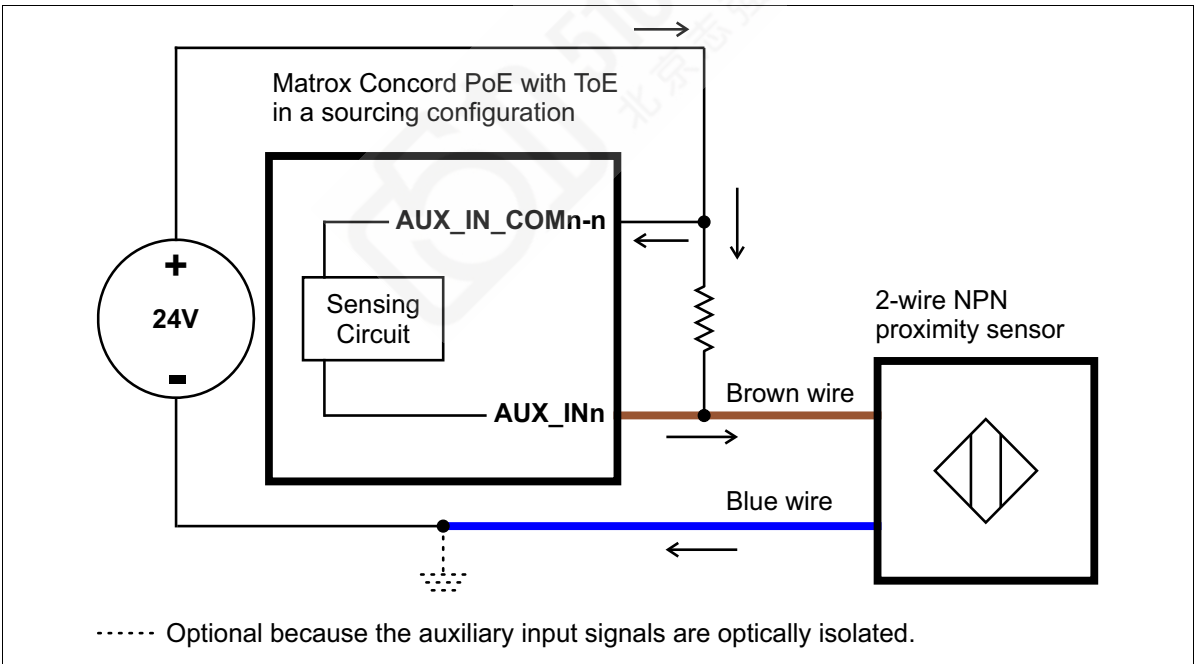 Matrox Concord PoE with ToE
in a sourcing configuration
AUX_IN_COMn-n
+
24V
-
Sensing
Circuit
AUX_INn
2-wire NPN
proximity sensor
Brown wire
Blue wire
Optional because the auxiliary input signals are optically isolated.